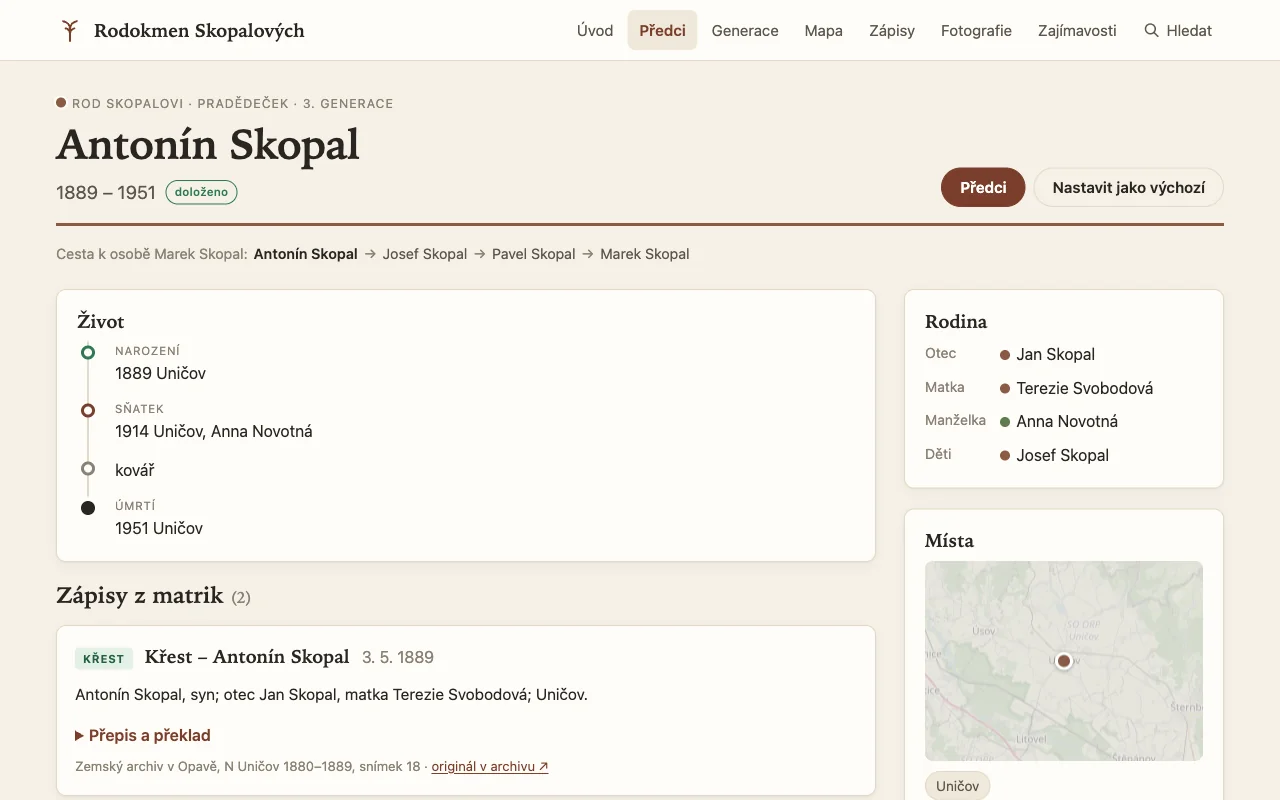 Rodokmen Skopalových
Úvod
Předci
Generace
Mapa
Zápisy
Fotografie
Zajímavosti
Hledat
ROD SKOPALOVI · PRADĚDEČEK · 3. GENERACE
Antonín Skopal
1889 – 1951 doloženo
Předci
Nastavit jako výchozí
Cesta k osobě Marek Skopal: Antonín Skopal → Josef Skopal → Pavel Skopal → Marek Skopal
Život
NAROZENÍ
1889 Uničov
SŇATEK
1914 Uničov, Anna Novotná
kovář
ÚMRTÍ
1951 Uničov
Zápisy z matrik (2)
KŘEST Křest – Antonín Skopal 3. 5. 1889
Antonín Skopal, syn; otec Jan Skopal, matka Terezie Svobodová; Uničov.
Přepis a překlad
Zemský archiv v Opavě, N Uničov 1880–1889, snímek 18 · originál v archivu ↗
Rodina
Otec Jan Skopal
Matka Terezie Svobodová
Manželka Anna Novotná
Děti Josef Skopal
Místa
SO ORP
Uničov
Úsov
Litovel
Uničov